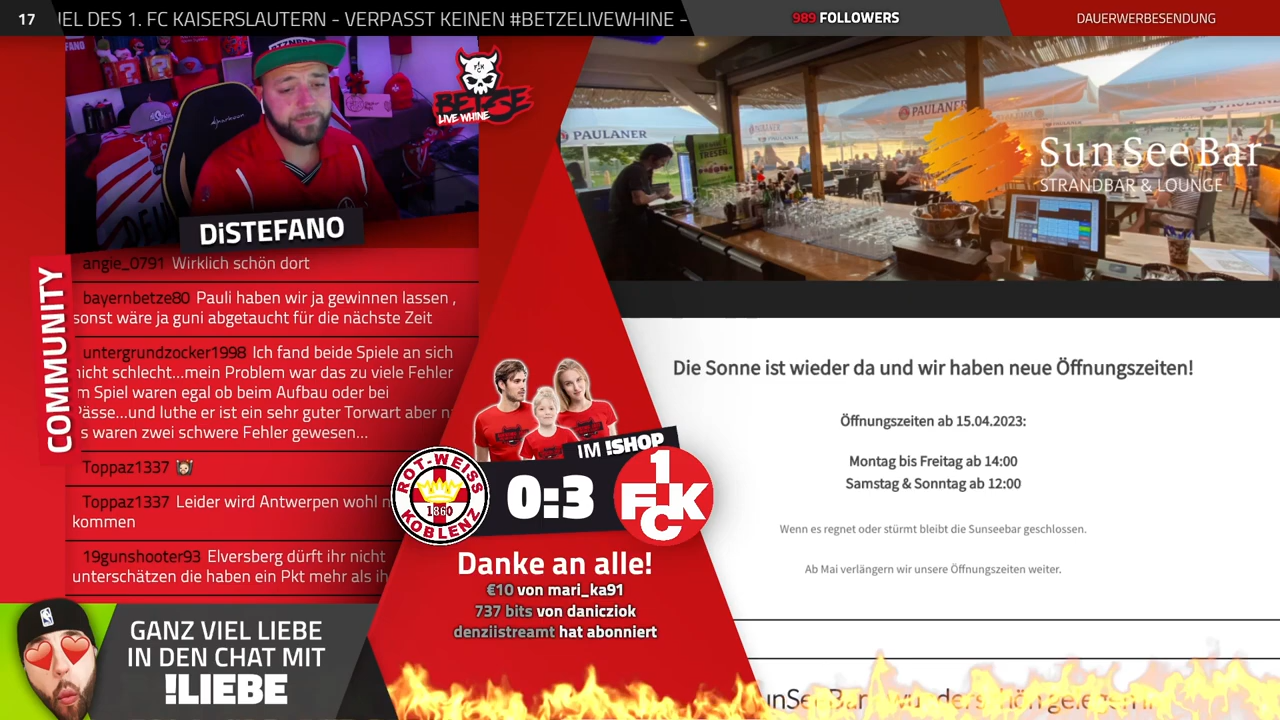 17
IEL DES 1. FC KAISERSLAUTERN - VERPASST KEINEN #BETZELIVEWHINE -
989 FOLLOWERS
DAUERWERBESENDUNG
BETZE
LIVE WHINE
DiSTEFANO
PAULANER
PAULANER
PAULANER
SunSeeBar
STRANDBAR & LOUNGE
COMMUNITY
angie_0791 Wirklich schön dort
bayernbetze80 Pauli haben wir ja gewinnen lassen ,
sonst wäre ja guni abgetaucht für die nächste Zeit
untergrundzocker1998 Ich fand beide Spiele an sich
nicht schlecht...mein Problem war das zu viele Fehler
m Spiel waren egal ob beim Aufbau oder bei
Pässe...und luthe er ist ein sehr guter Torwart aber
s waren zwei schwere Fehler gewesen...
Toppaz1337
Toppaz1337 Leider wird Antwerpen wohl
kommen
19gunshooter93 Elversberg dürft ihr nicht
unterschätzen die haben ein Pkt mehr als ih
GANZ VIEL LIEBE
IN DEN CHAT MIT
!LIEBE
IM !SHOP
ROT-WEISS
1860
KOBLENZ
0:3
1
FCK
Danke an alle!
€10 von mari_ka91
737 bits von danicziok
denziistreamt hat abonniert
Die Sonne ist wieder da und wir haben neue Öffnungszeiten!
Öffnungszeiten ab 15.04.2023:
Montag bis Freitag ab 14:00
Samstag & Sonntag ab 12:00
Wenn es regnet oder stürmt bleibt die Sunseebar geschlossen.
Ab Mai verlängern wir unsere Öffnungszeiten weiter.